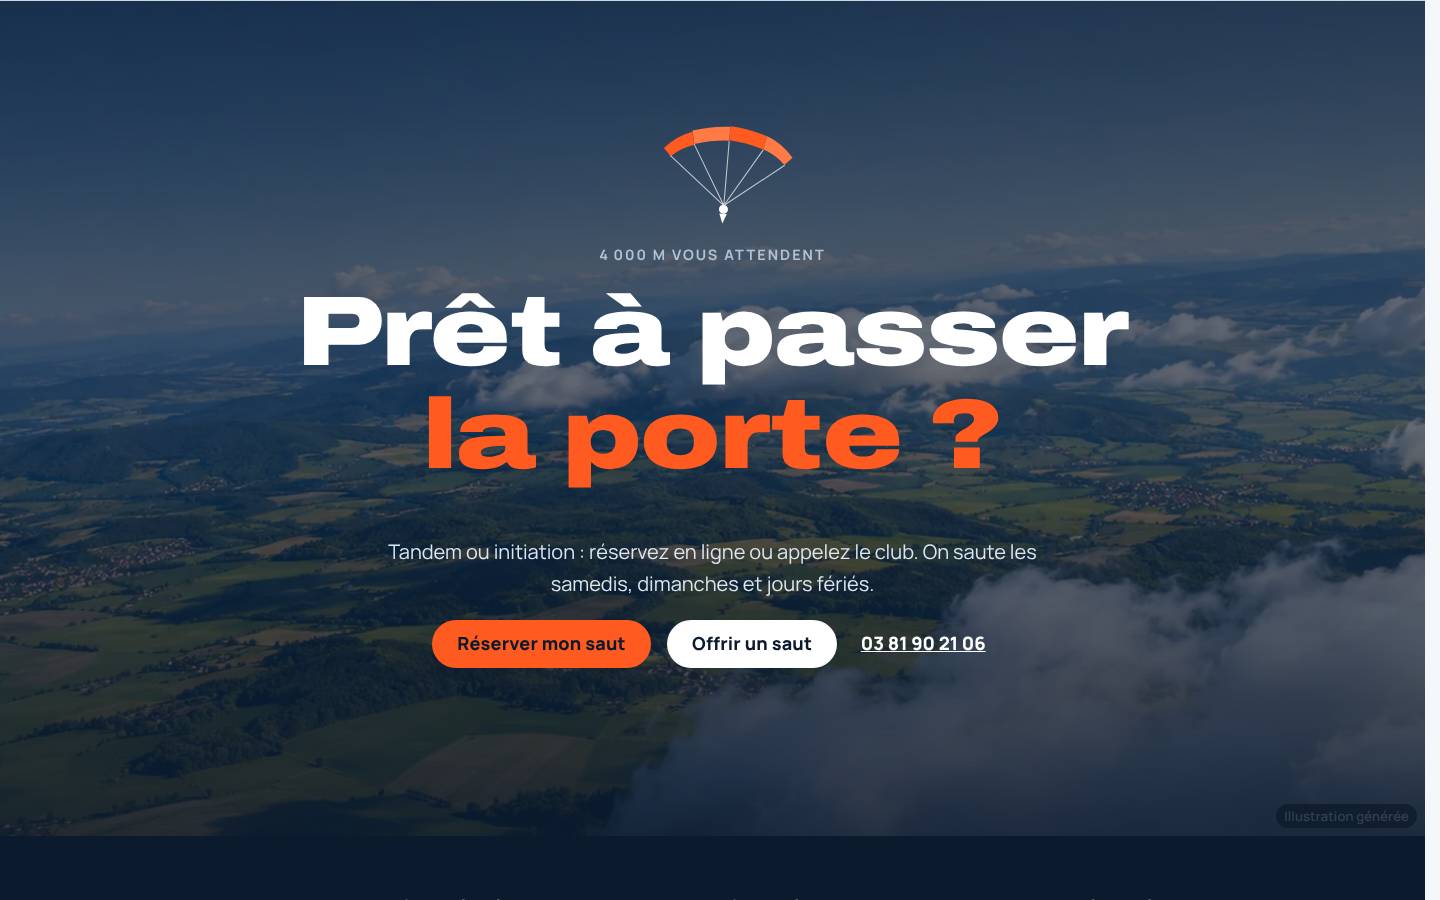 4 000 M VOUS ATTENDENT
Prêt à passer
la porte ?
Tandem ou initiation : réservez en ligne ou appelez le club. On saute les
samedis, dimanches et jours fériés.
Réserver mon saut
Offrir un saut
03 81 90 21 06
Illustration générée